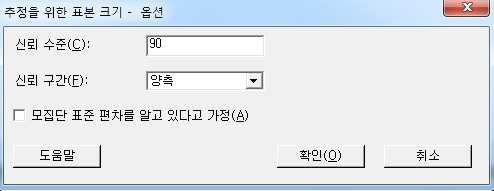 추정을 위한 표본 크기 - 옵션
신뢰 수준(C): 90
신뢰 구간(F): 양측
모집단 표준 편차를 알고 있다고 가정(A)
도움말 확인(O) 취소